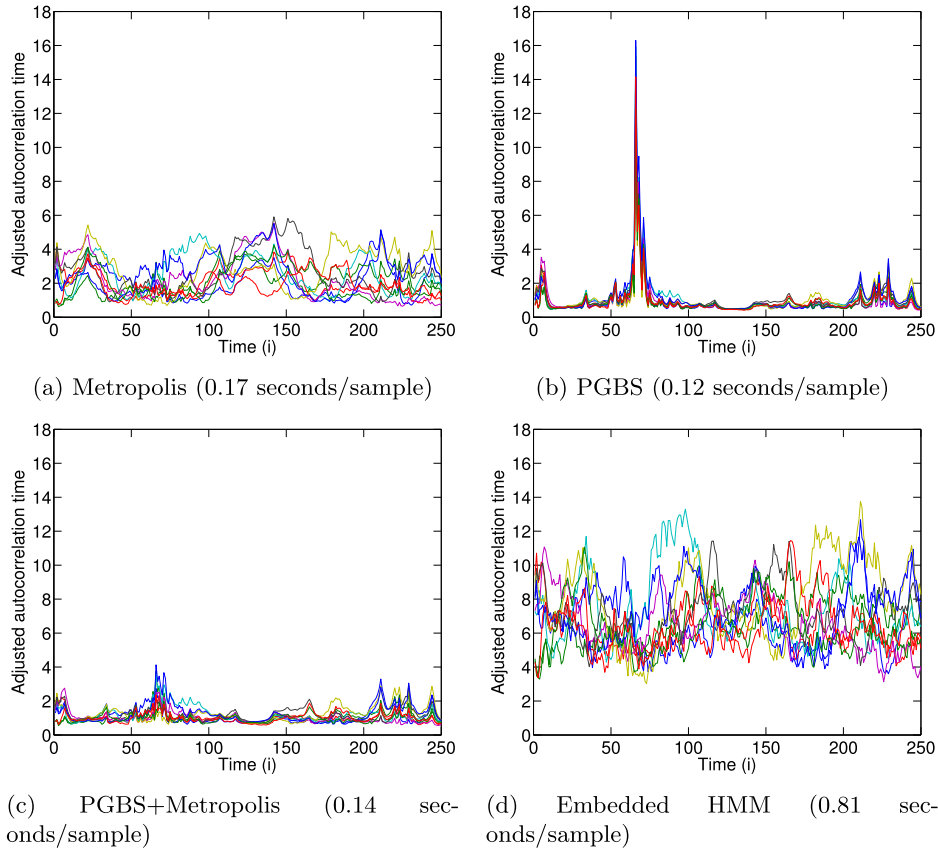 18
16
14
12
10
8
6
4
2
0
Adjusted autocorrelation time
0 50 100 150 200 250
Time (i)
(a) Metropolis (0.17 seconds/sample)
18
16
14
12
10
8
6
4
2
0
Adjusted autocorrelation time
0 50 100 150 200 250
Time (i)
(b) PGBS (0.12 seconds/sample)
18
16
14
12
10
8
6
4
2
0
Adjusted autocorrelation time
0 50 100 150 200 250
Time (i)
(c) PGBS+Metropolis (0.14 sec-
onds/sample)
18
16
14
12
10
8
6
4
2
0
Adjusted autocorrelation time
0 50 100 150 200 250
Time (i)
(d) Embedded HMM (0.81 sec-
onds/sample)